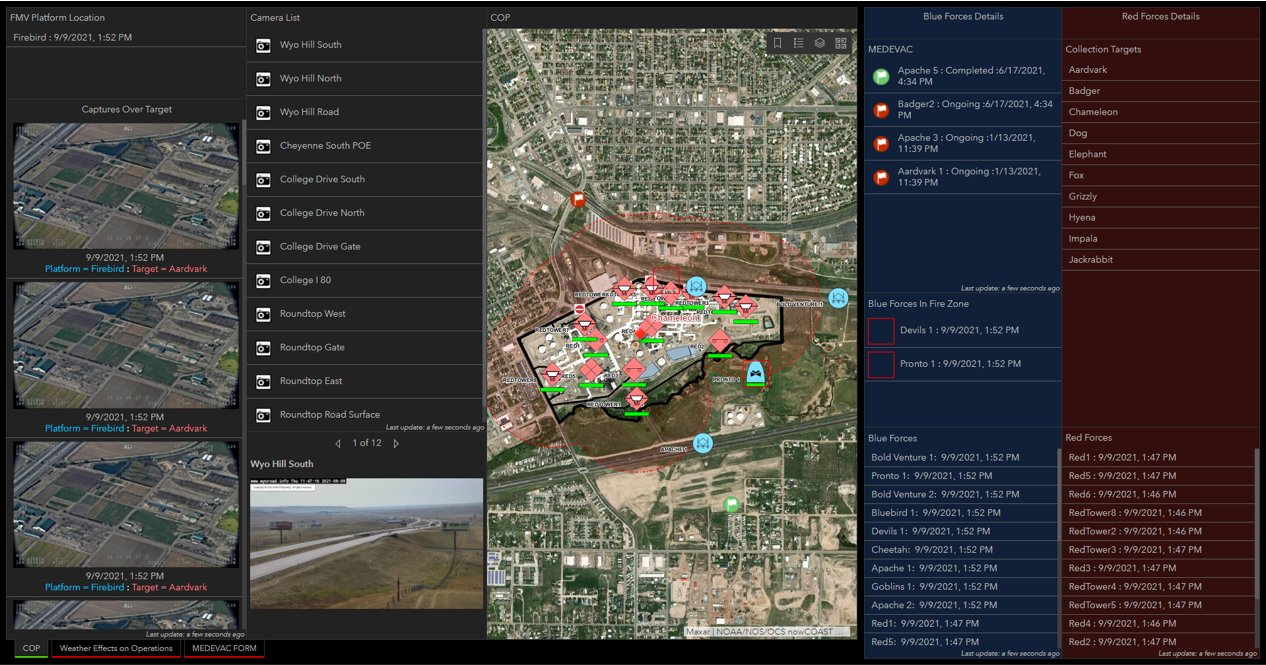 FMV Platform Location
Firebird : 9/9/2021, 1:52 PM
Captures Over Target
9/9/2021, 1:52 PM
Platform = Firebird : Target = Aardvark
9/9/2021, 1:52 PM
Platform = Firebird : Target = Aardvark
9/9/2021, 1:52 PM
Platform = Firebird : Target = Aardvark
Last update: a few seconds ago
Camera List
Wyo Hill South
Wyo Hill North
Wyo Hill Road
Cheyenne South POE
College Drive South
College Drive North
College Drive Gate
College I 80
Roundtop West
Roundtop Gate
Roundtop East
Roundtop Road Surface
Last update: a few seconds ago
1 of 12
Wyo Hill South
www.wyoroad.info Thu 11:47:16 2021-09-09
COP
BOLD VENTURE 1
REDTOWER3
Chameleon
REDTOWER7
RED1
RED2
RED5
PRONTO 1
REDTOWER1
APACHE 1
Maxar | NOAA/NOS/OCS nowCOAST ...
Blue Forces Details
MEDEVAC
Apache 5 : Completed :6/17/2021,
4:34 PM
Badger2 : Ongoing :6/17/2021, 4:34
PM
Apache 3 : Ongoing :1/13/2021,
11:39 PM
Aardvark 1 : Ongoing :1/13/2021,
11:39 PM
Last update: a few seconds ago
Blue Forces In Fire Zone
Devils 1 : 9/9/2021, 1:52 PM
Pronto 1 : 9/9/2021, 1:52 PM
Blue Forces
Bold Venture 1: 9/9/2021, 1:52 PM
Pronto 1: 9/9/2021, 1:52 PM
Bold Venture 2: 9/9/2021, 1:52 PM
Bluebird 1: 9/9/2021, 1:52 PM
Devils 1: 9/9/2021, 1:52 PM
Cheetah: 9/9/2021, 1:52 PM
Apache 1: 9/9/2021, 1:52 PM
Goblins 1: 9/9/2021, 1:52 PM
Apache 2: 9/9/2021, 1:52 PM
Red1: 9/9/2021, 1:47 PM
Red5: 9/9/2021, 1:47 PM
Last update: a few seconds ago
Red Forces Details
Collection Targets
Aardvark
Badger
Chameleon
Dog
Elephant
Fox
Grizzly
Hyena
Impala
Jackrabbit
Red Forces
Red1 : 9/9/2021, 1:47 PM
Red5 : 9/9/2021, 1:47 PM
Red6 : 9/9/2021, 1:46 PM
RedTower8 : 9/9/2021, 1:46 PM
RedTower2 : 9/9/2021, 1:46 PM
RedTower3 : 9/9/2021, 1:47 PM
Red3 : 9/9/2021, 1:47 PM
RedTower4 : 9/9/2021, 1:47 PM
RedTower5 : 9/9/2021, 1:47 PM
Red4 : 9/9/2021, 1:46 PM
Red2 : 9/9/2021, 1:47 PM
Last update: a few seconds ago
COP
Weather Effects on Operations
MEDEVAC FORM